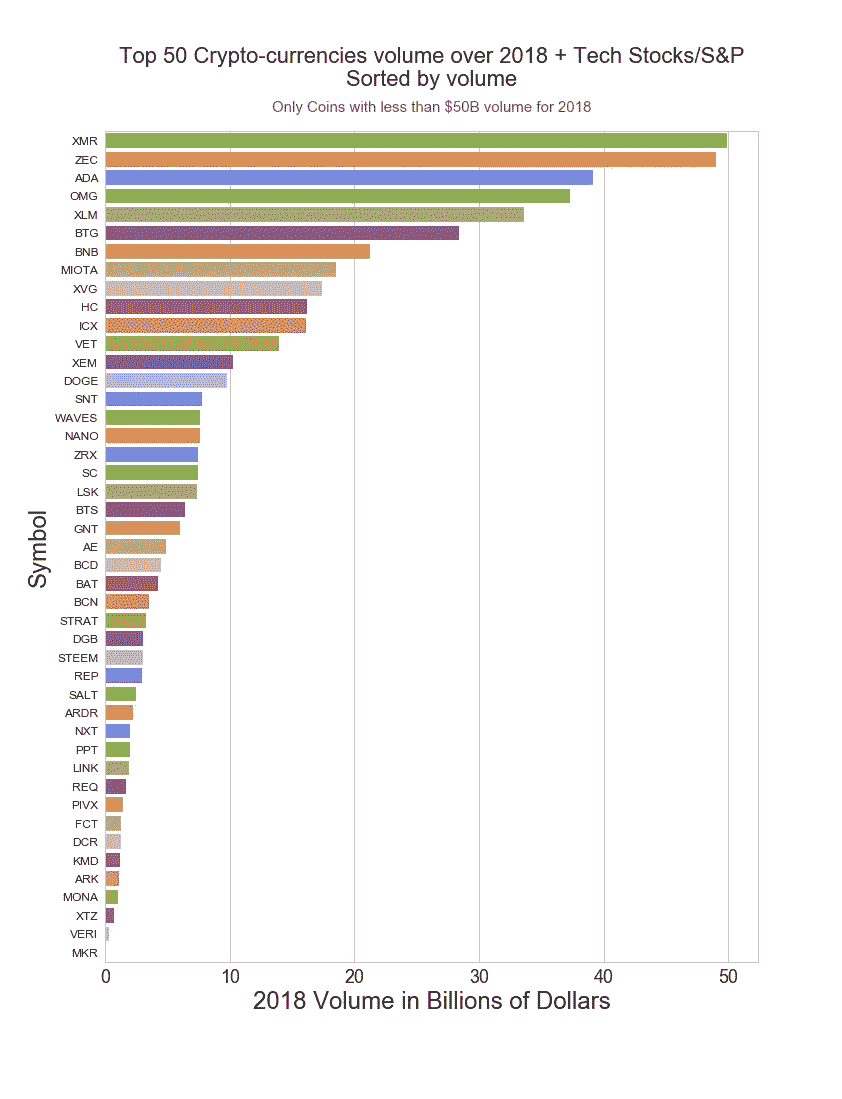 Top 50 Crypto-currencies volume over 2018 + Tech Stocks/S&P
Sorted by volume
Only Coins with less than $50B volume for 2018
XMR
ZEC
ADA
OMG
XLM
BTG
BNB
MIOTA
XVG
HC
ICX
VET
XEM
DOGE
SNT
WAVES
NANO
ZRX
SC
LSK
BTS
GNT
AE
BCD
BAT
BCN
STRAT
DGB
STEEM
REP
SALT
ARDR
NXT
PPT
LINK
REQ
PIVX
FCT
DCR
KMD
ARK
MONA
XTZ
VERI
MKR
Symbol
0 10 20 30 40 50
2018 Volume in Billions of Dollars